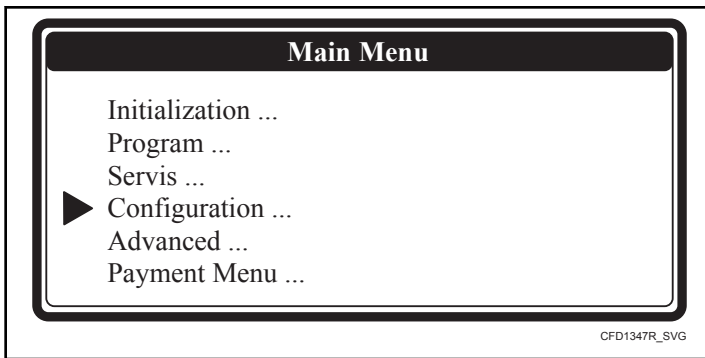 Main Menu
Initialization ...
Program ...
Servis ...
Configuration ...
Advanced ...
Payment Menu ...
CFD1347R_SVG